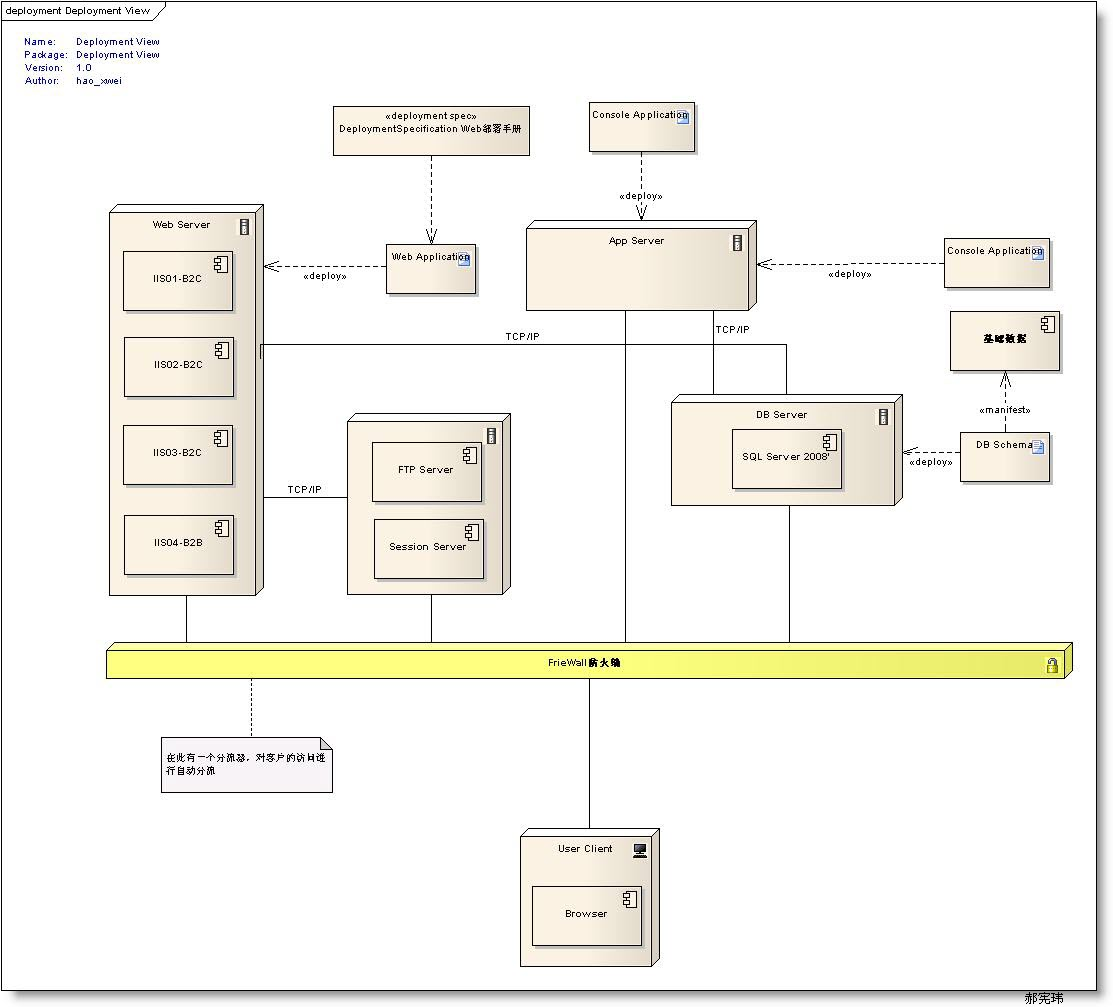 deployment Deployment View
Name: Deployment View
Package: Deployment View
Version: 1.0
Author: hao_xwei
«deployment spec»
DeploymentSpecification Web部署手册
Console Application
«deploy»
Web Server
IIS01-B2C
IIS02-B2C
IIS03-B2C
IIS04-B2B
Web Application
«deploy»
App Server
Console Application
«deploy»
TCP/IP
TCP/IP
基础数据
«manifest»
DB Schema
«deploy»
DB Server
SQL Server 2008'
FTP Server
Session Server
TCP/IP
FrieWall防火墙
在此有一个分流器，对客户的访问进
行自动分流
User Client
Browser
郝宪玮